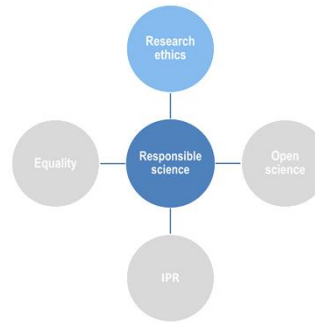 Research
ethics
Equality
Responsible
science
Open
science
IPR